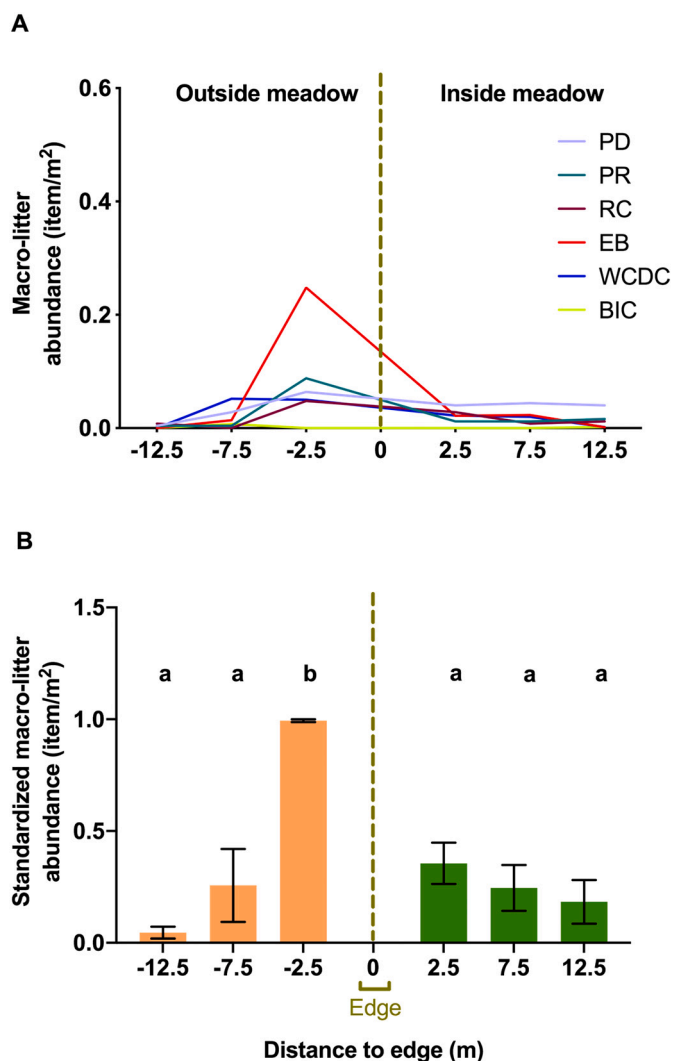 A
Outside meadow
Inside meadow
Macro-litter
abundance (item/m²)
0.6
0.4
0.2
0.0
PD
PR
RC
EB
WCDC
BIC
-12.5 -7.5 -2.5 0 2.5 7.5 12.5
B
Standardized macro-litter
abundance (item/m²)
1.5
1.0
0.5
0.0
a a b a a a
-12.5 -7.5 -2.5 0 2.5 7.5 12.5
Edge
Distance to edge (m)